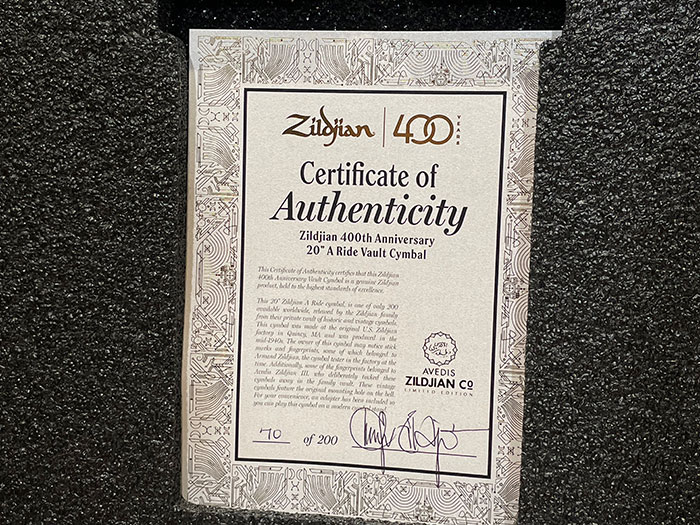 Zildjian 400 YEARS
Certificate of
Authenticity
Zildjian 400th Anniversary
20" A Ride Vault Cymbal
This Certificate of Authenticity certifies that this Zildjian
400th Anniversary Vault Cymbal is a genuine Zildjian
product, held to the highest standards of excellence.
This 20" Zildjian A Ride cymbal, is one of only 200
available worldwide, released by the Zildjian family
from their private vault of historic and vintage cymbals.
This cymbal was made at the original U.S. Zildjian
factory in Quincy, MA and was produced in the
mid-1940s. The owner of this cymbal may notice stick
marks and fingerprints, some of which belonged to
Armand Zildjian, the cymbal tester in the factory at the
time. Additionally, some of the fingerprints belonged to
Avedis Zildjian III, who deliberately tucked these
cymbals away in the family vault. These vintage
cymbals feature the original mounting hole on the bell.
For your convenience, an adapter has been included so
you can play this cymbal on a modern cymbal
AVEDIS
ZILDJIAN CO
LIMITED EDITION
70 of 200